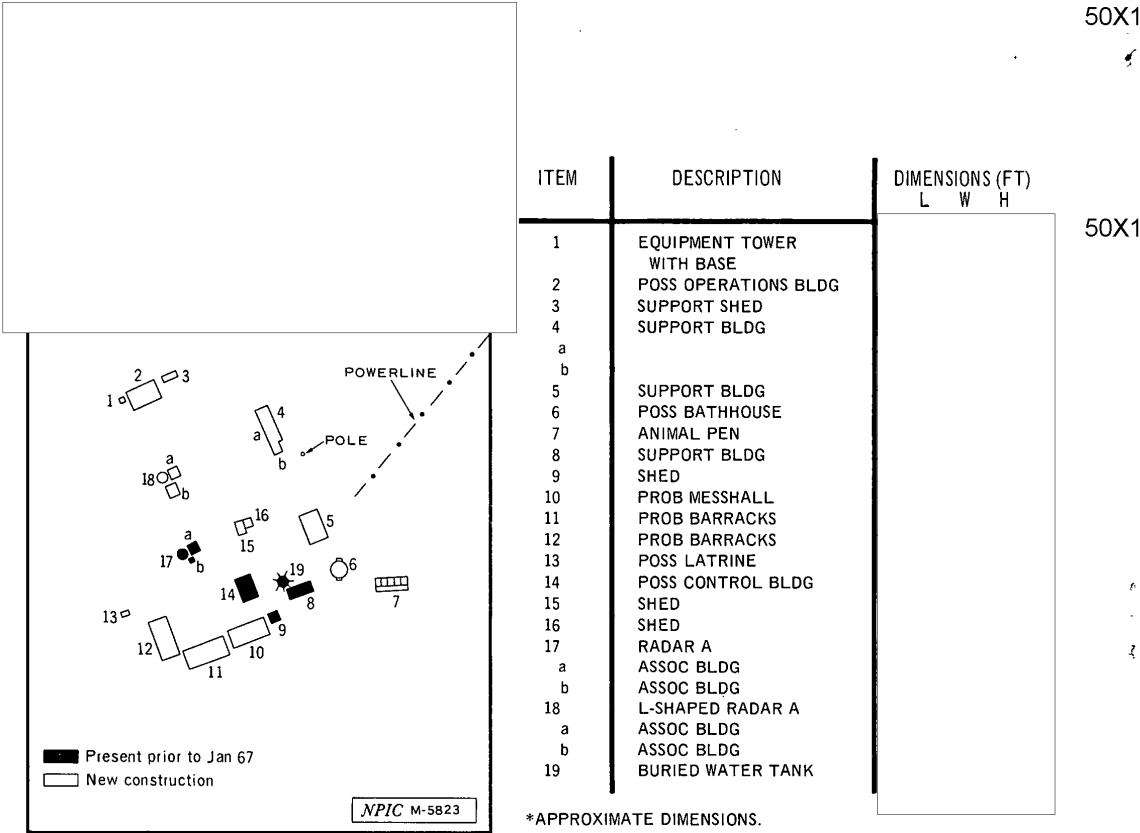 50X1
ITEM DESCRIPTION DIMENSIONS (FT)
L W H
50X1
1 EQUIPMENT TOWER
WITH BASE
2 POSS OPERATIONS BLDG
3 SUPPORT SHED
4 SUPPORT BLDG
a
b
5 SUPPORT BLDG
6 POSS BATHHOUSE
7 ANIMAL PEN
8 SUPPORT BLDG
9 SHED
10 PROB MESSHALL
11 PROB BARRACKS
12 PROB BARRACKS
13 POSS LATRINE
14 POSS CONTROL BLDG
15 SHED
16 SHED
17 RADAR A
a ASSOC BLDG
b ASSOC BLDG
18 L-SHAPED RADAR A
a ASSOC BLDG
b ASSOC BLDG
19 BURIED WATER TANK
*APPROXIMATE DIMENSIONS.
POWERLINE
2
3
1
4
a
POLE
b
a
18
b
16
5
a
15
17
b
19
6
14
8
7
13
9
12
10
11
Present prior to Jan 67
New construction
NPIC M-5823